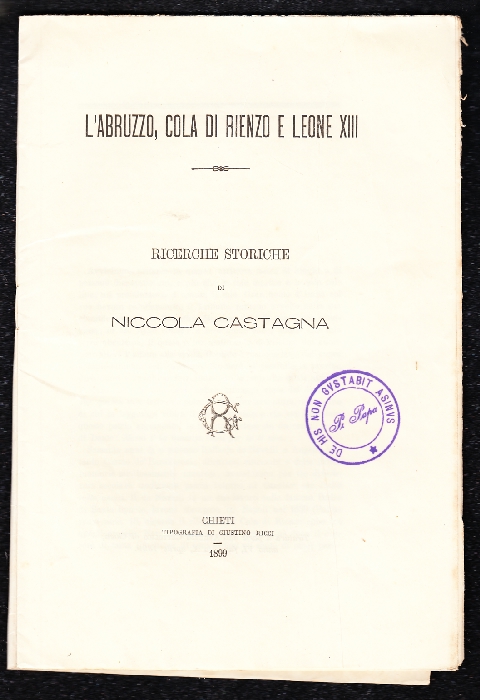 L'ABRUZZO, COLA DI RIENZO E LEONE XIII
RICERCHE STORICHE
DI
NICCOLA CASTAGNA
DE HIS NON GVSTABIT ASINVS
Papa
CHIETI
TIPOGRAFIA DI GIUSTINO RICCI
1899